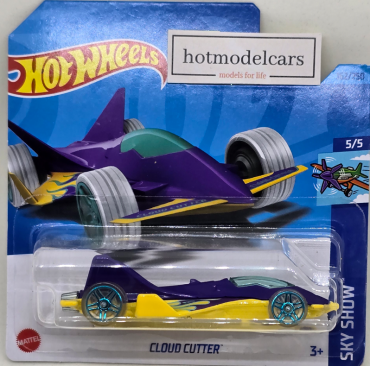 HOT WHEELS
hotmodelcars
models for life
5/5
SKY SHOW
MATTEL
CLOUD CUTTER
3+